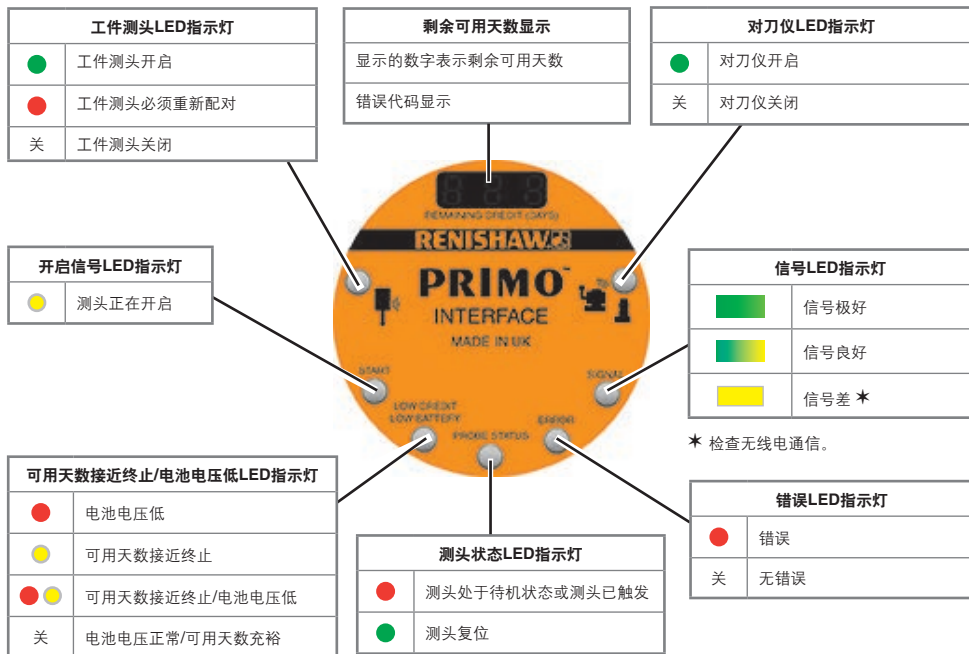 工件测头LED指示灯
工件测头开启
工件测头必须重新配对
关 工件测头关闭
剩余可用天数显示
显示的数字表示剩余可用天数
错误代码显示
对刀仪LED指示灯
对刀仪开启
关 对刀仪关闭
REMAINING CREDIT (DAYS)
RENISHAW
PRIMO™
INTERFACE
MADE IN UK
START
SIGNAL
LOW CREDIT
LOW BATTERY
PROBE STATUS
ERROR
开启信号LED指示灯
测头正在开启
信号LED指示灯
信号极好
信号良好
信号差 ✶
✶ 检查无线电通信。
可用天数接近终止/电池电压低LED指示灯
电池电压低
可用天数接近终止
可用天数接近终止/电池电压低
关 电池电压正常/可用天数充裕
测头状态LED指示灯
测头处于待机状态或测头已触发
测头复位
错误LED指示灯
错误
关 无错误